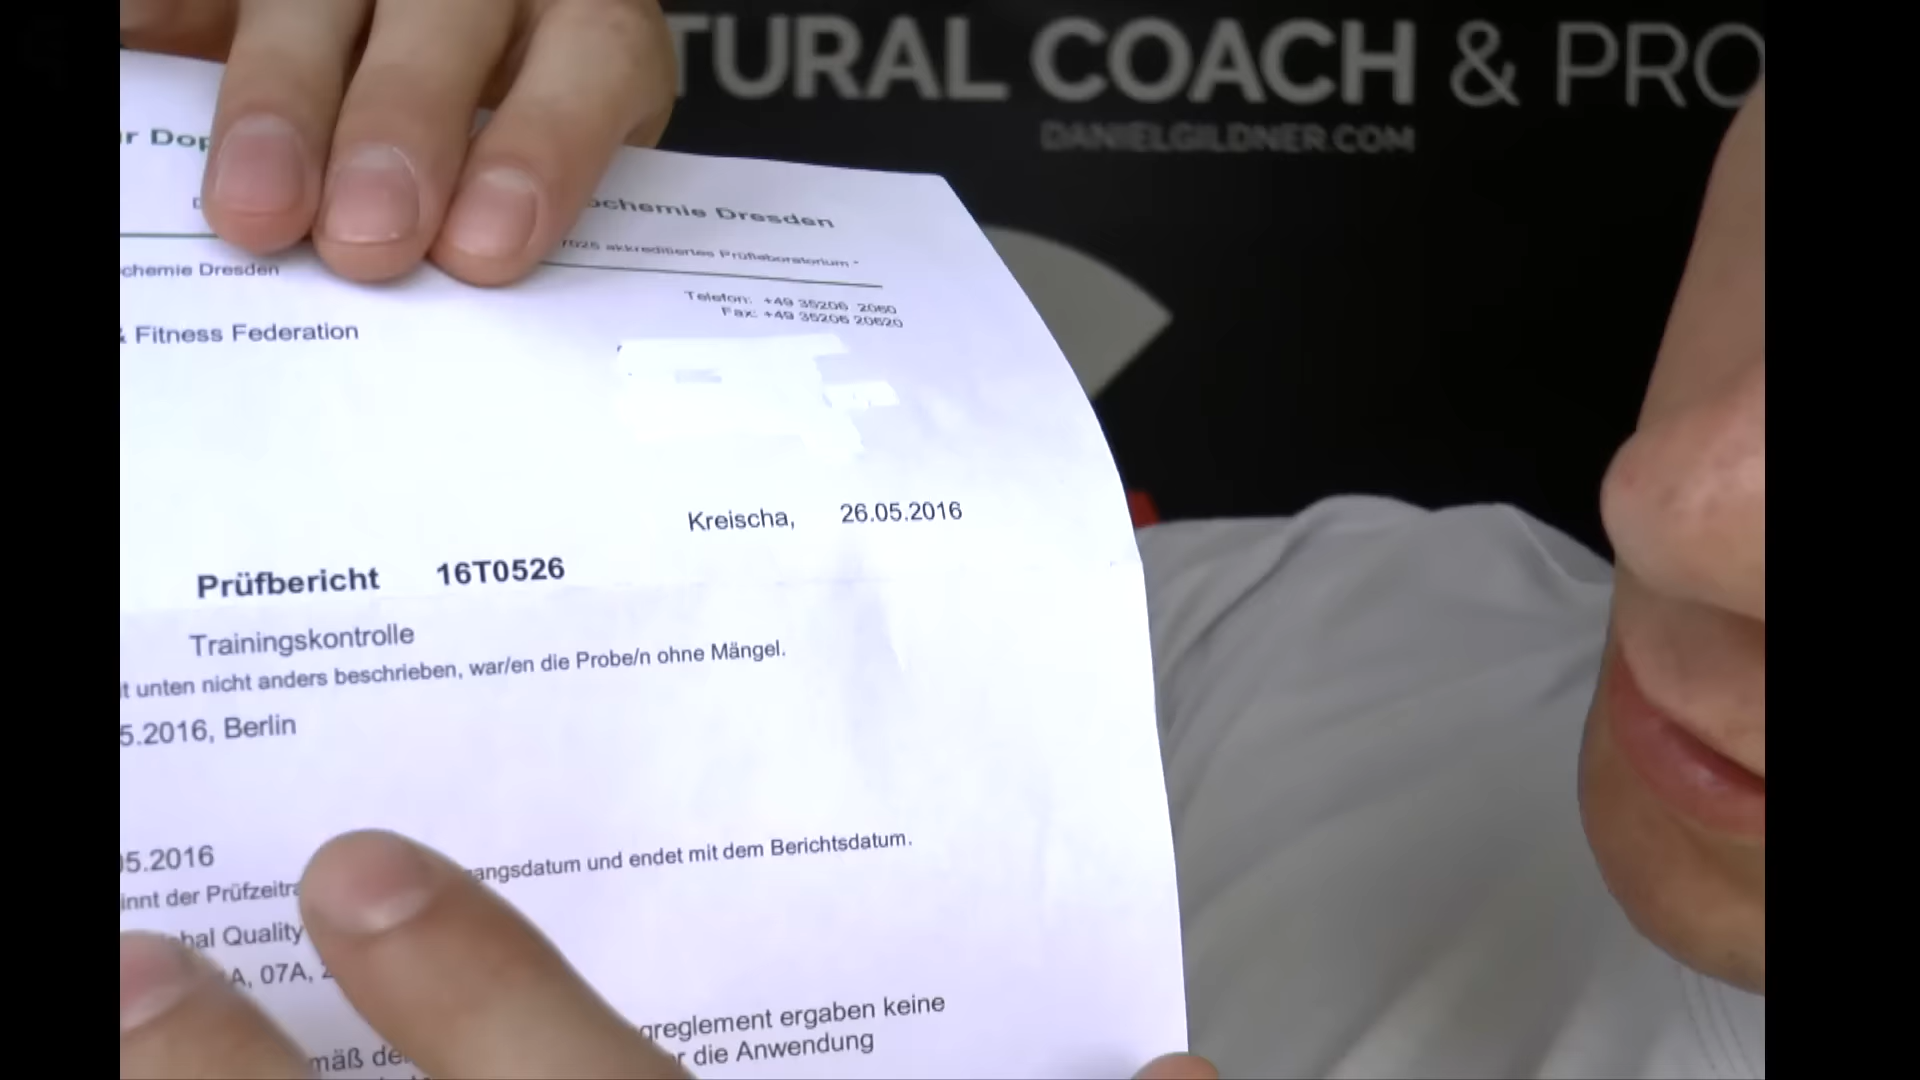 TURAL COACH & PRO
DANIELGILDNER.COM
r Dop
ochemie Dresden
7025 akkreditiertes Prüflaboratorium *
chemie Dresden
Telefon: +49 35206 2060
Fax: +49 35206 20620
& Fitness Federation
Kreischa, 26.05.2016
Prüfbericht 16T0526
Trainingskontrolle
t unten nicht anders beschrieben, war/en die Probe/n ohne Mängel.
5.2016, Berlin
05.2016
innt der Prüfzeitra angsdatum und endet mit dem Berichtsdatum.
bal Quality
A, 07A,
greglement ergaben keine
mäß de r die Anwendung